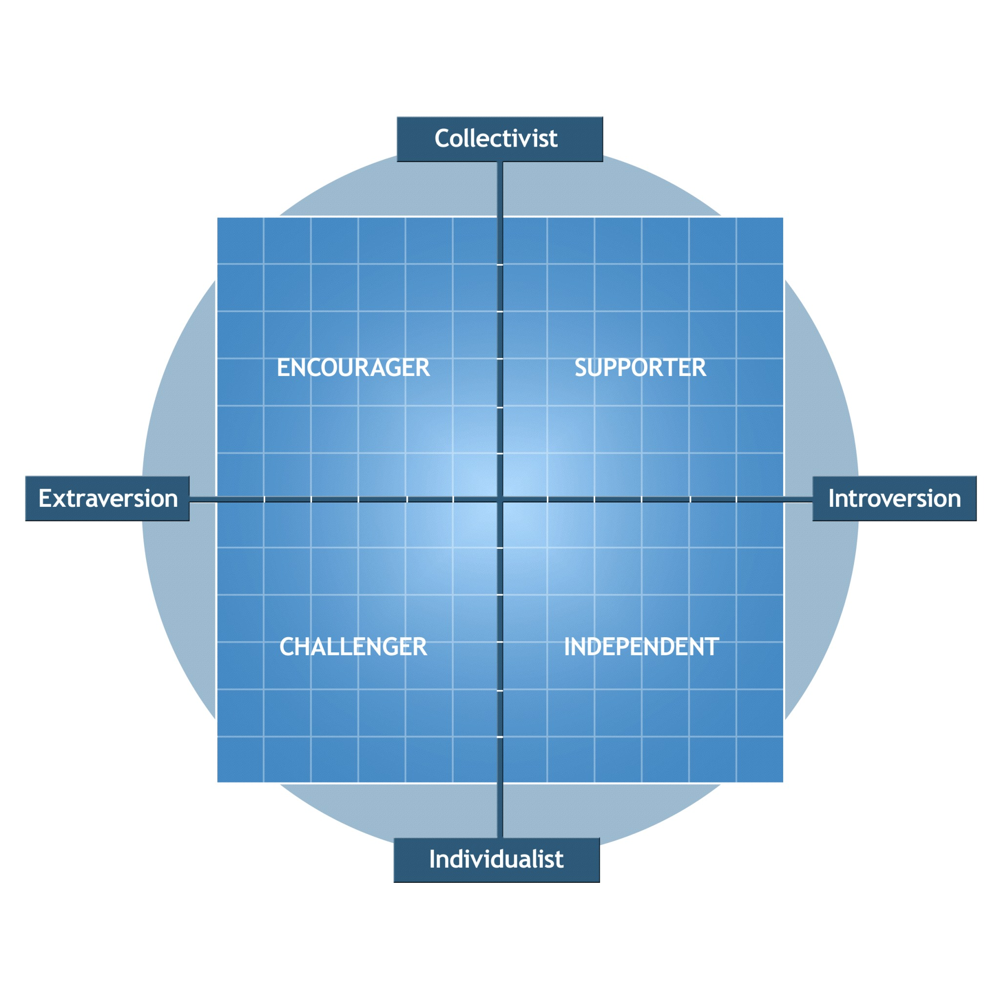 Collectivist
ENCOURAGER
SUPPORTER
Extraversion
Introversion
CHALLENGER
INDEPENDENT
Individualist